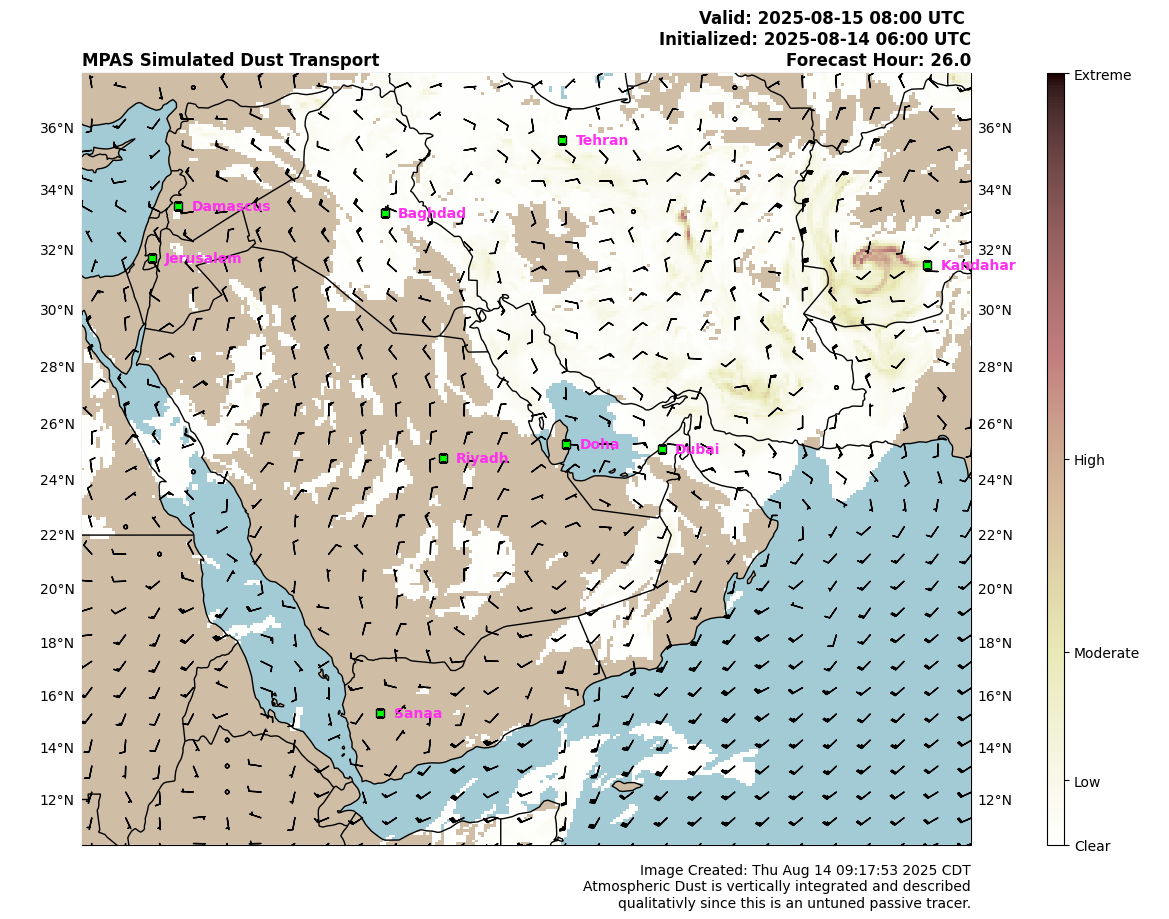 Valid: 2025-08-15 08:00 UTC
Initialized: 2025-08-14 06:00 UTC
MPAS Simulated Dust Transport
Forecast Hour: 26.0
Extreme
36°N
36°N
Tehran
34°N
34°N
Damascus
Baghdad
32°N
32°N
Jerusalem
Kandahar
30°N
30°N
28°N
28°N
26°N
26°N
Doha
Dubai
Riyadh
High
24°N
24°N
22°N
22°N
20°N
20°N
18°N
18°N
Moderate
16°N
16°N
Sanaa
14°N
14°N
Low
12°N
12°N
Clear
Image Created: Thu Aug 14 09:17:53 2025 CDT
Atmospheric Dust is vertically integrated and described
qualitativly since this is an untuned passive tracer.